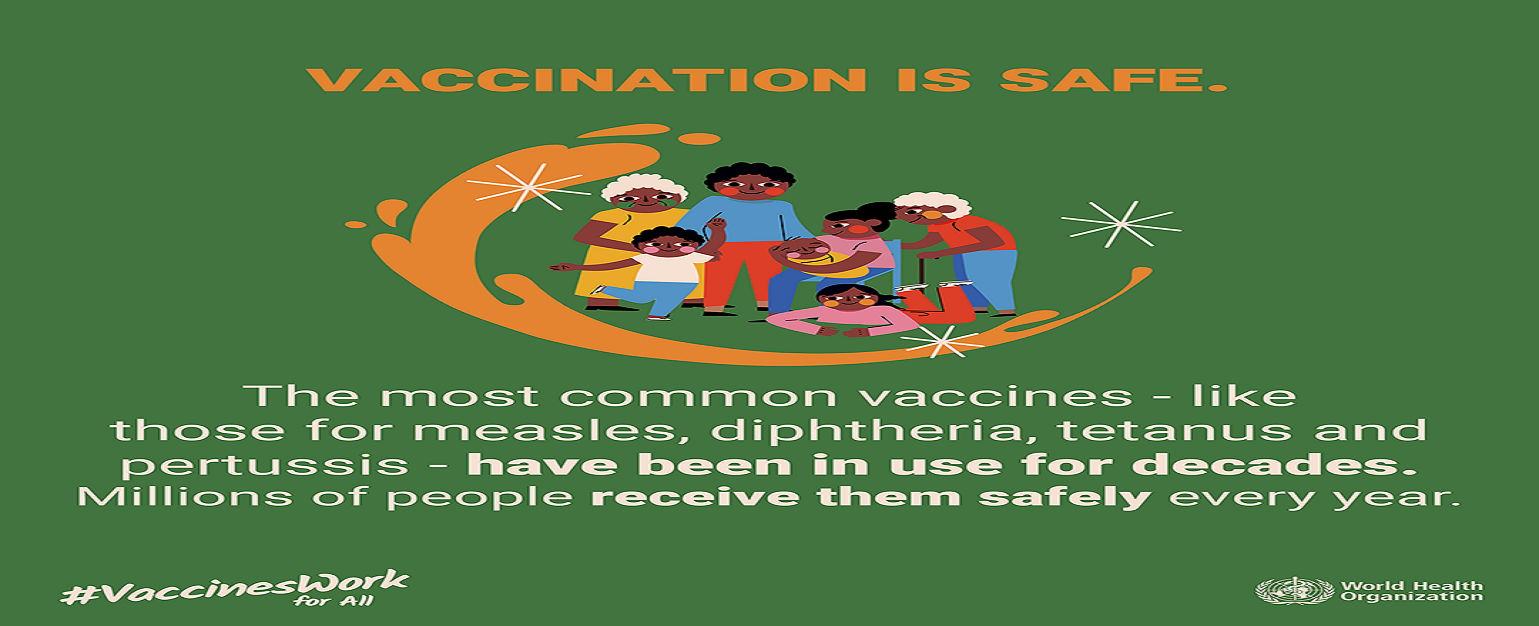 VACCINATION IS SAFE.
The most common vaccines - like
those for measles, diphtheria, tetanus and
pertussis - have been in use for decades.
Millions of people receive them safely every year.
#VaccinesWork
for All
World Health
Organization